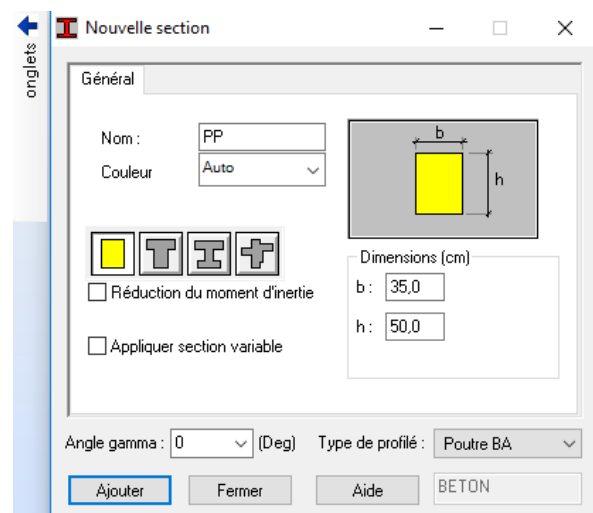 Nouvelle section
onglets
Général
Nom : PP
Couleur Auto
b
h
Réduction du moment d'inertie
Appliquer section variable
Dimensions (cm)
b : 35,0
h : 50,0
Angle gamma : 0 (Deg) Type de profilé : Poutre BA
Ajouter Fermer Aide BETON